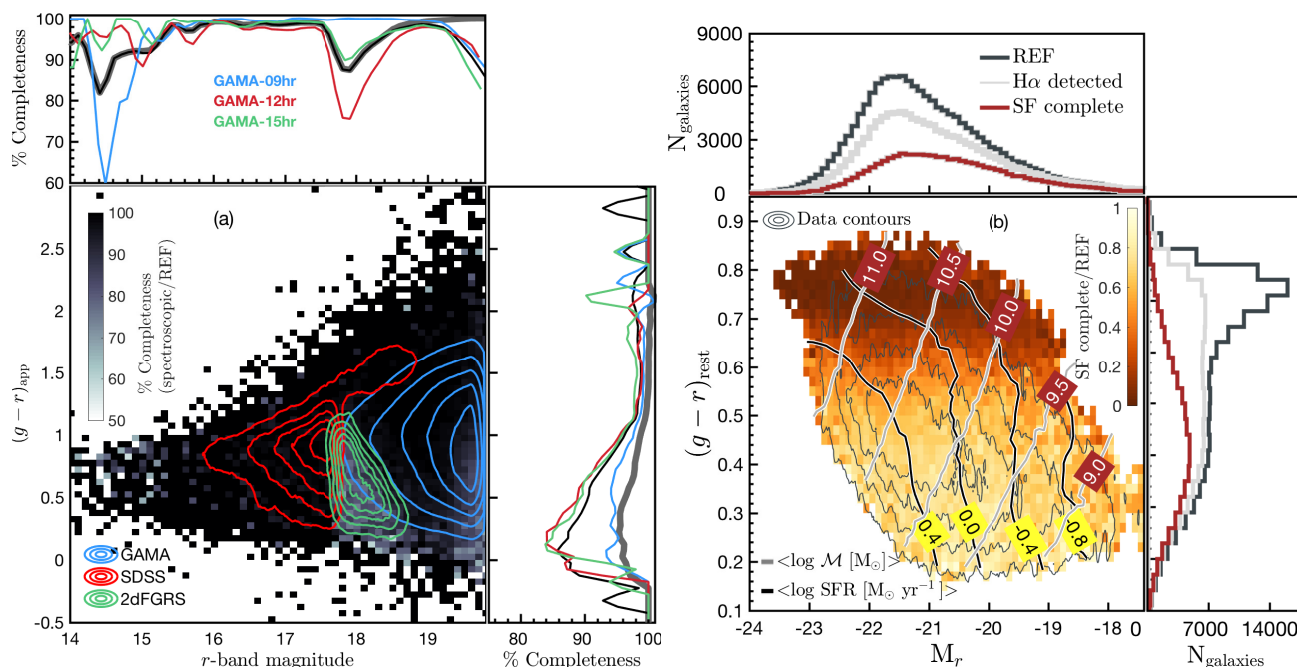 100
90
80
70
60
% Completeness
GAMA-09hr
GAMA-12hr
GAMA-15hr
(a)
100
90
80
70
60
50
% Completeness
(spectroscopic/REF)
2.5
2
1.5
1
0.5
0
-0.5
(g − r)app
GAMA
SDSS
2dFGRS
14 15 16 17 18 19
r-band magnitude
80 90 100
% Completeness
9000
6000
3000
0
Ngalaxies
REF
Hα detected
SF complete
Data contours
(b)
1
0.8
0.6
0.4
0.2
0
SF complete/REF
11.0
10.5
10.0
9.5
9.0
0.4
0.0
-0.4
-0.8
<log M [M⊙]>
<log SFR [M⊙ yr−1]>
0.9
0.8
0.7
0.6
0.5
0.4
0.3
0.2
0.1
(g − r)rest
-24 -23 -22 -21 -20 -19 -18
Mr
0 7000 14000
Ngalaxies